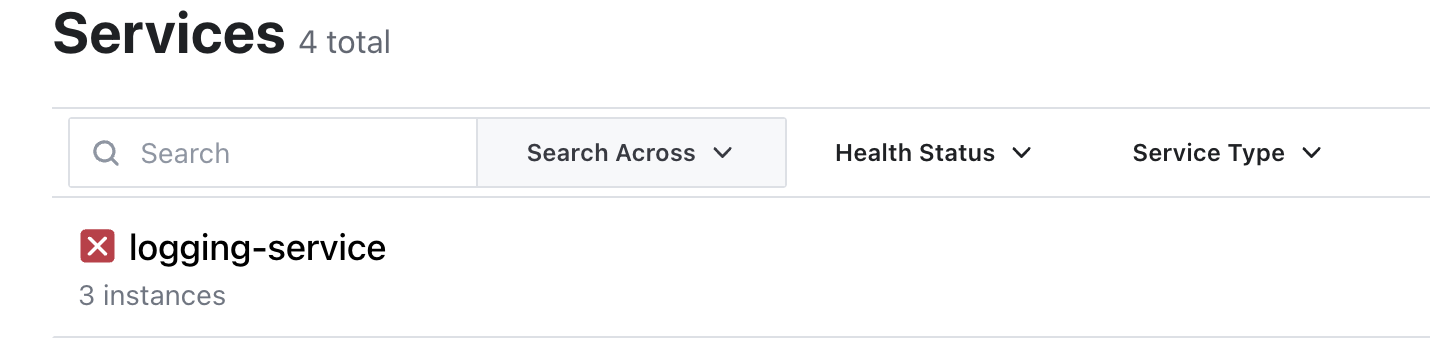 Services 4 total
Search Search Across Health Status Service Type
logging-service
3 instances